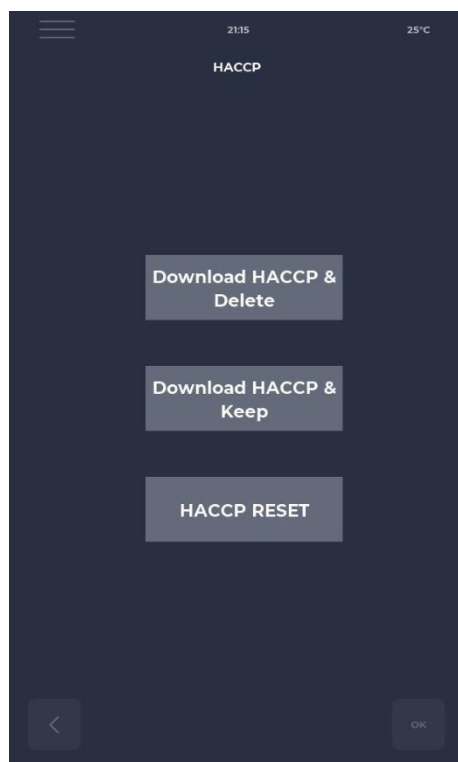 21:15
25°C
HACCP
Download HACCP &
Delete
Download HACCP &
Keep
HACCP RESET
OK